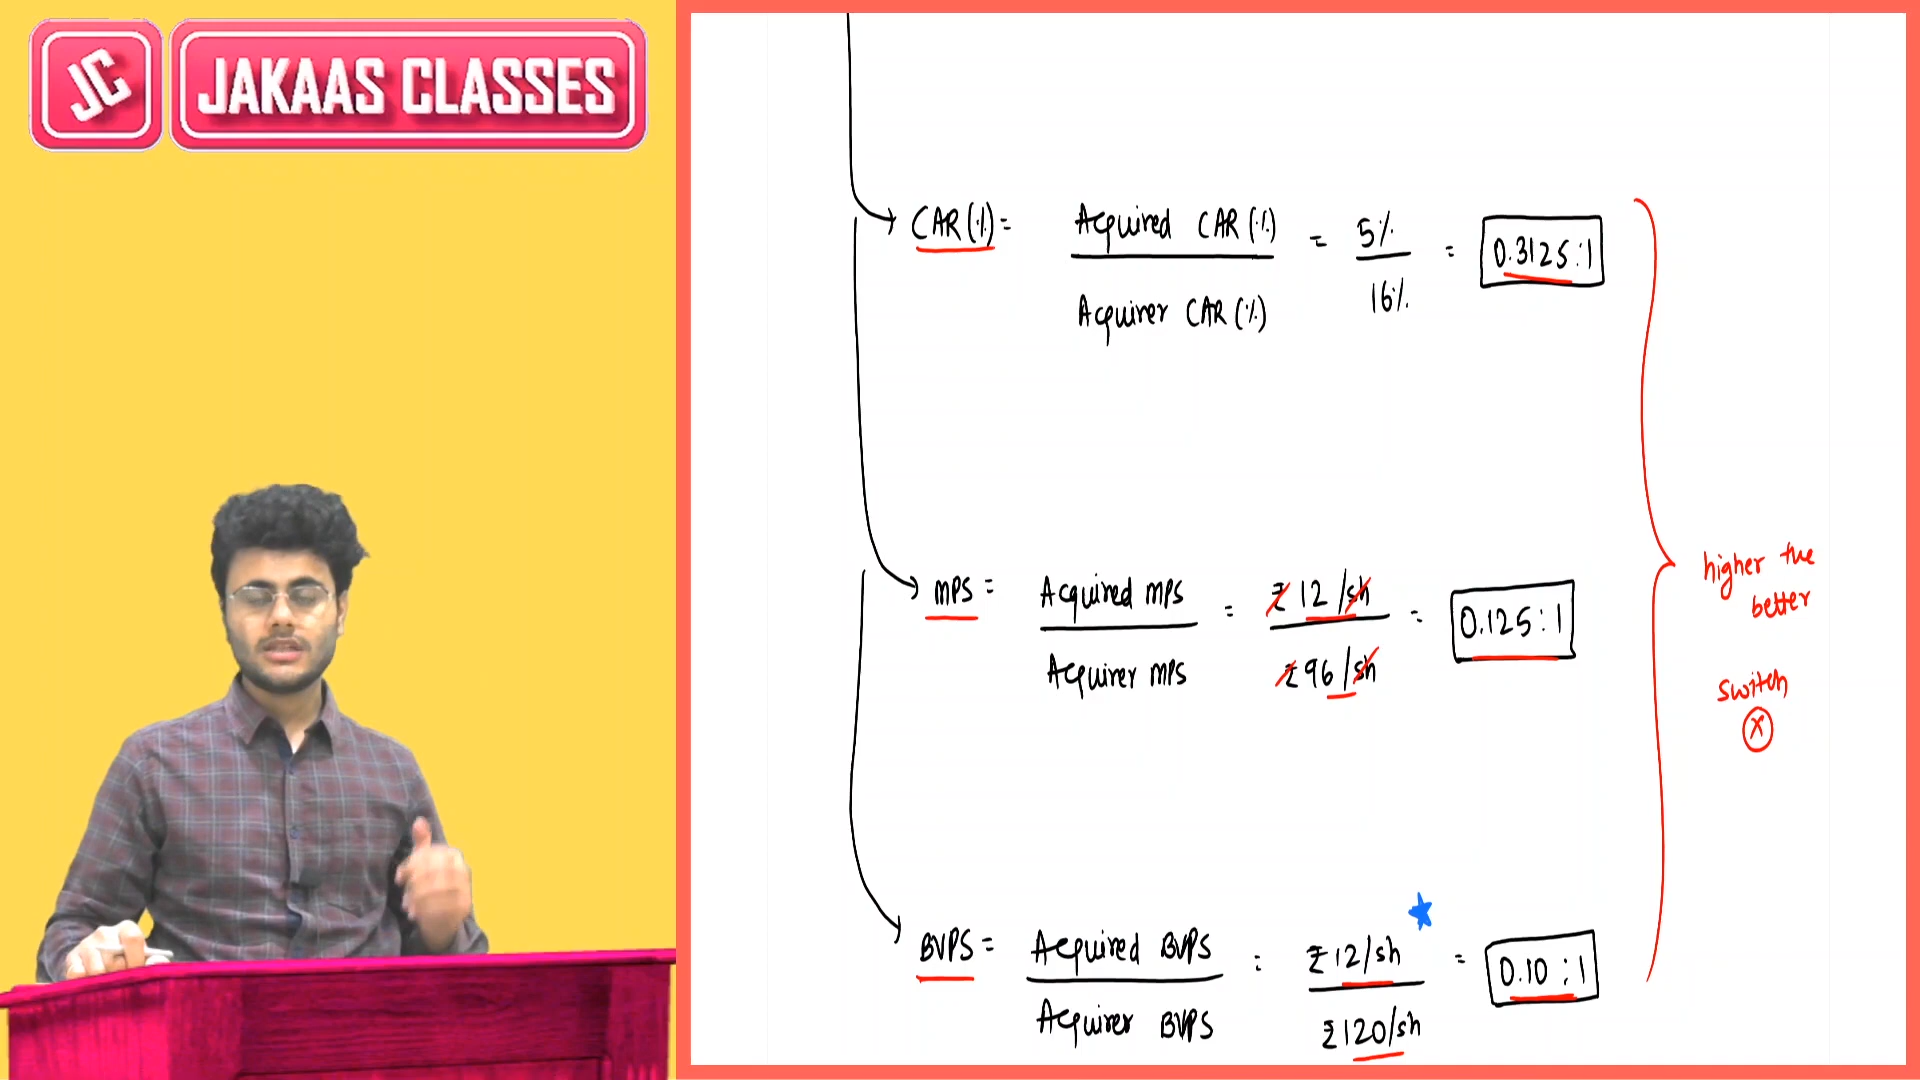 JC JAKAAS CLASSES
CAR (%) = Acquired CAR (%) = 5% = 0.3125 : 1
Acquirer CAR (%) 16%
MPS = Acquired MPS = ₹ 12 /sh = 0.125 : 1
Acquirer MPS ₹ 96 /sh
higher the
better
switch
X
BVPS = Acquired BVPS = ₹ 12/sh = 0.10 : 1
Acquirer BVPS ₹ 120/sh